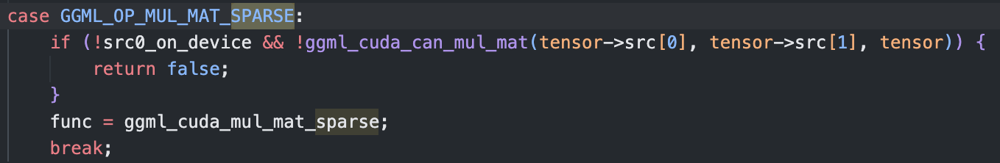 case GGML_OP_MUL_MAT_SPARSE:
    if (!src0_on_device && !ggml_cuda_can_mul_mat(tensor->src[0], tensor->src[1], tensor)) {
        return false;
    }
    func = ggml_cuda_mul_mat_sparse;
    break;